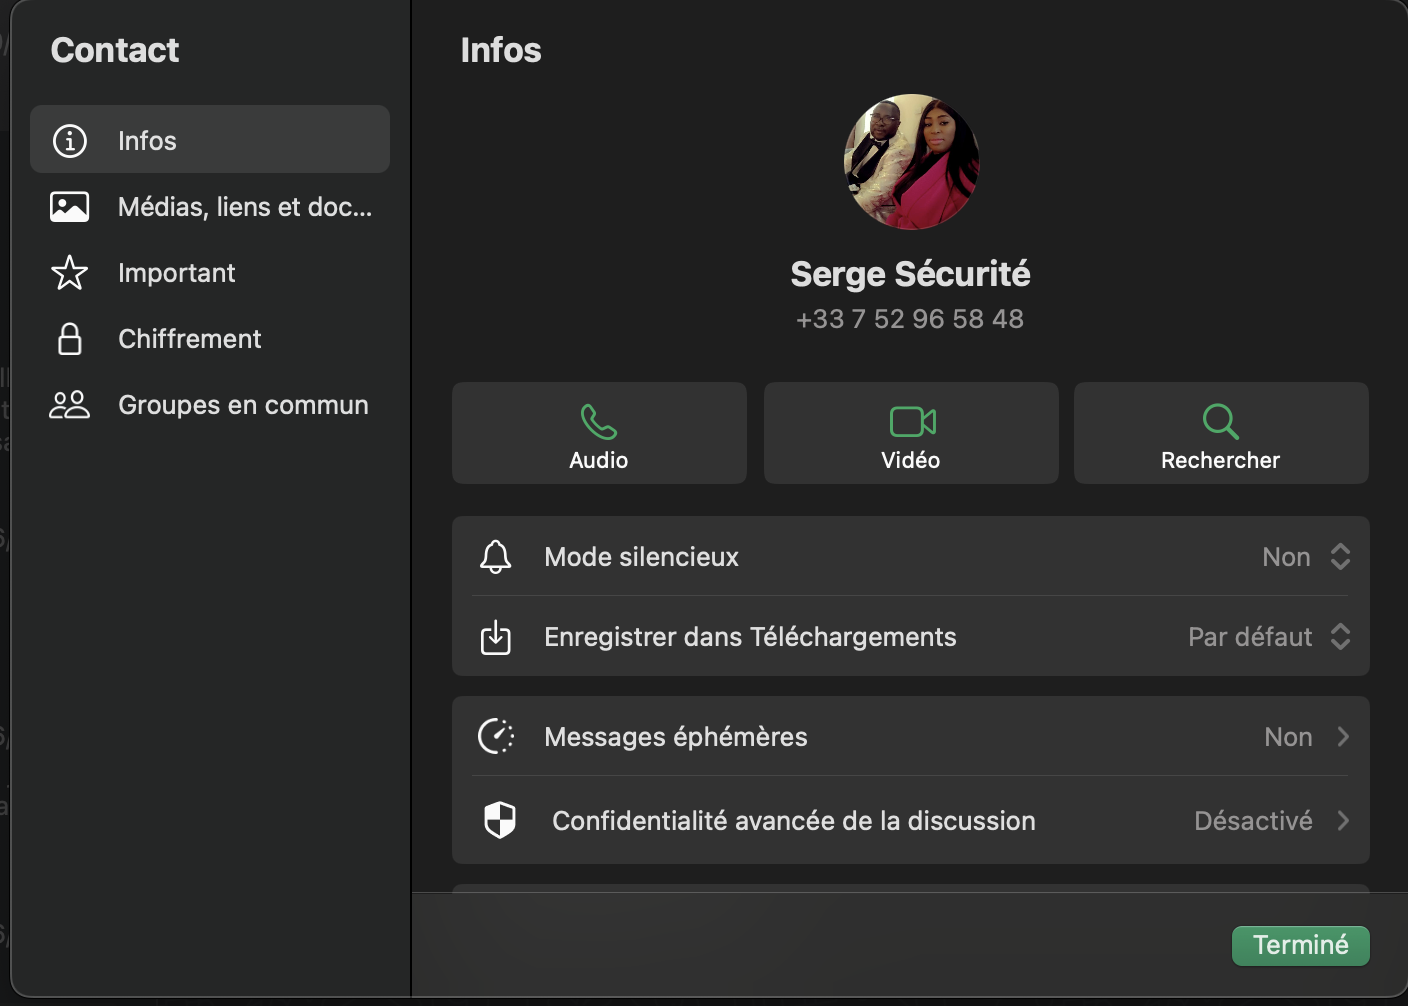 Contact
Infos
Médias, liens et doc...
Important
Chiffrement
Groupes en commun
Infos
Serge Sécurité
+33 7 52 96 58 48
Audio
Vidéo
Rechercher
Mode silencieux Non
Enregistrer dans Téléchargements Par défaut
Messages éphémères Non
Confidentialité avancée de la discussion Désactivé
Terminé